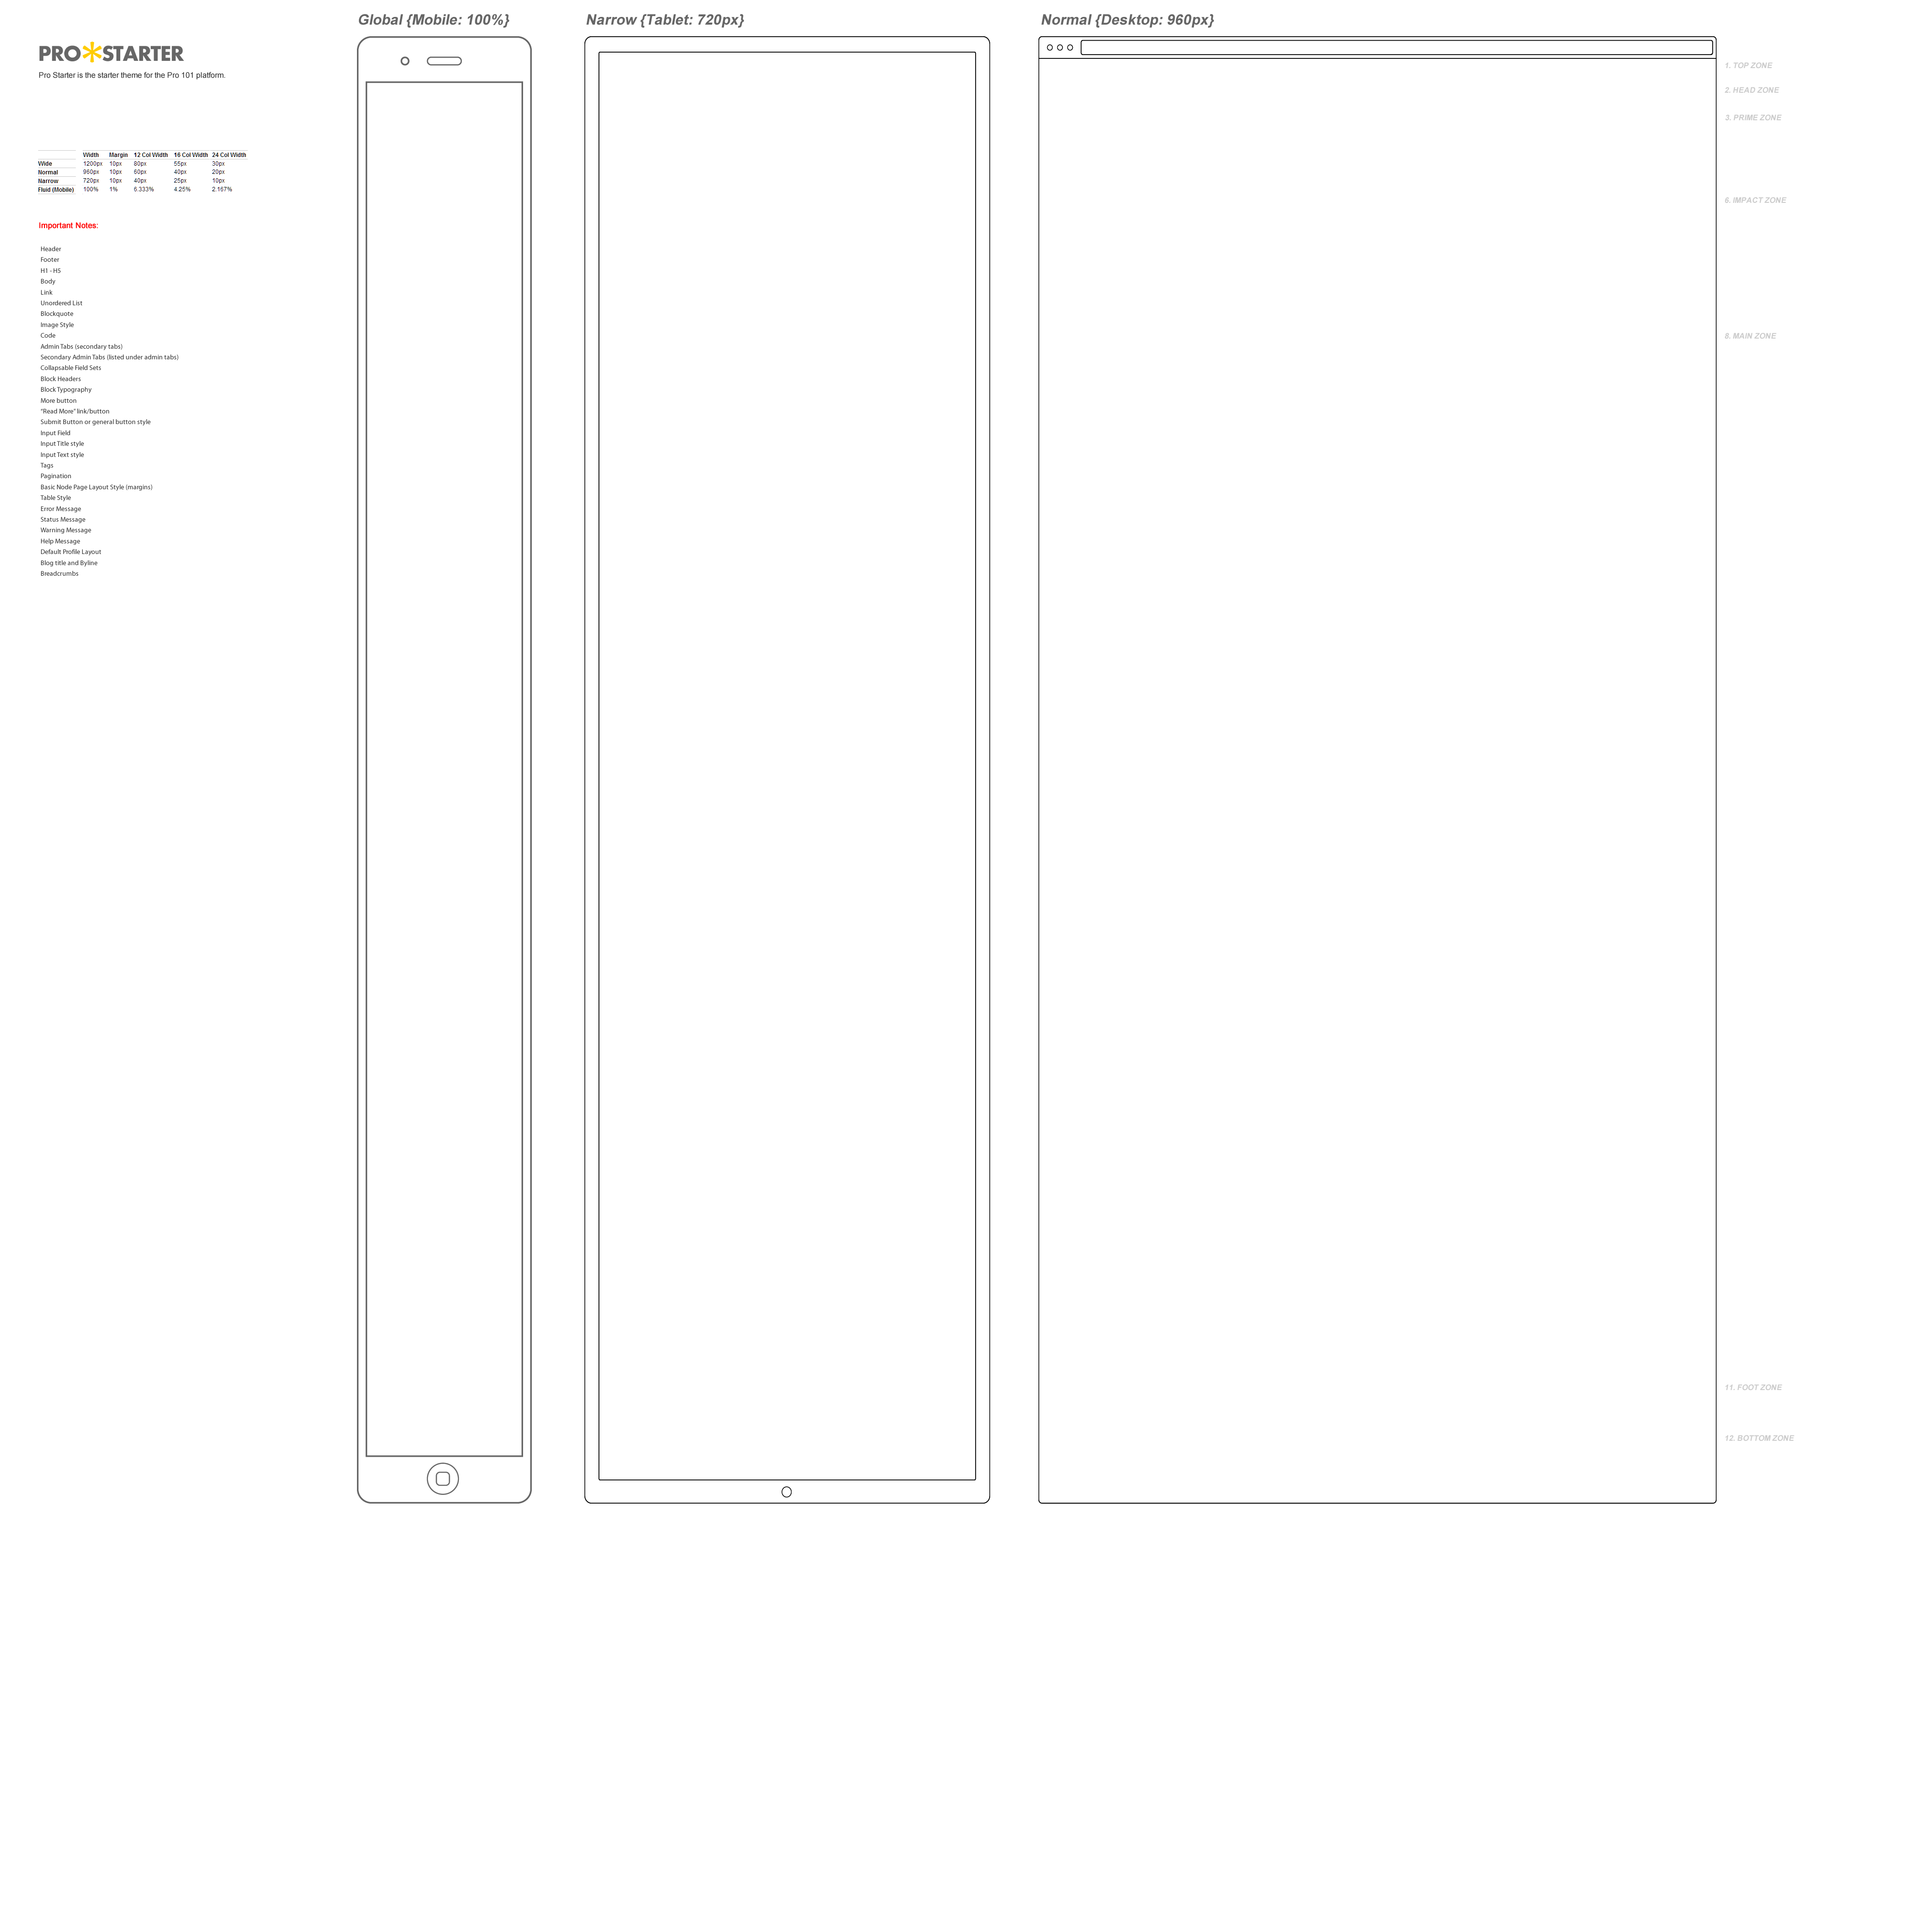 Global {Mobile: 100%}
Narrow {Tablet: 720px}
Normal {Desktop: 960px}
PRO STARTER
Pro Starter is the starter theme for the Pro 101 platform.
Width Margin 12 Col Width 16 Col Width 24 Col Width
Wide 1200px 10px 80px 55px 30px
Normal 960px 10px 60px 40px 20px
Narrow 720px 10px 40px 25px 10px
Fluid (Mobile) 100% 1% 6.333% 4.25% 2.167%
Important Notes:
Header
Footer
H1 - H5
Body
Link
Unordered List
Blockquote
Image Style
Code
Admin Tabs (secondary tabs)
Secondary Admin Tabs (listed under admin tabs)
Collapsable Field Sets
Block Headers
Block Typography
More button
“Read More” link/button
Submit Button or general button style
Input Field
Input Title style
Input Text style
Tags
Pagination
Basic Node Page Layout Style (margins)
Table Style
Error Message
Status Message
Warning Message
Help Message
Default Profile Layout
Blog title and Byline
Breadcrumbs
1. TOP ZONE
2. HEAD ZONE
3. PRIME ZONE
6. IMPACT ZONE
8. MAIN ZONE
11. FOOT ZONE
12. BOTTOM ZONE